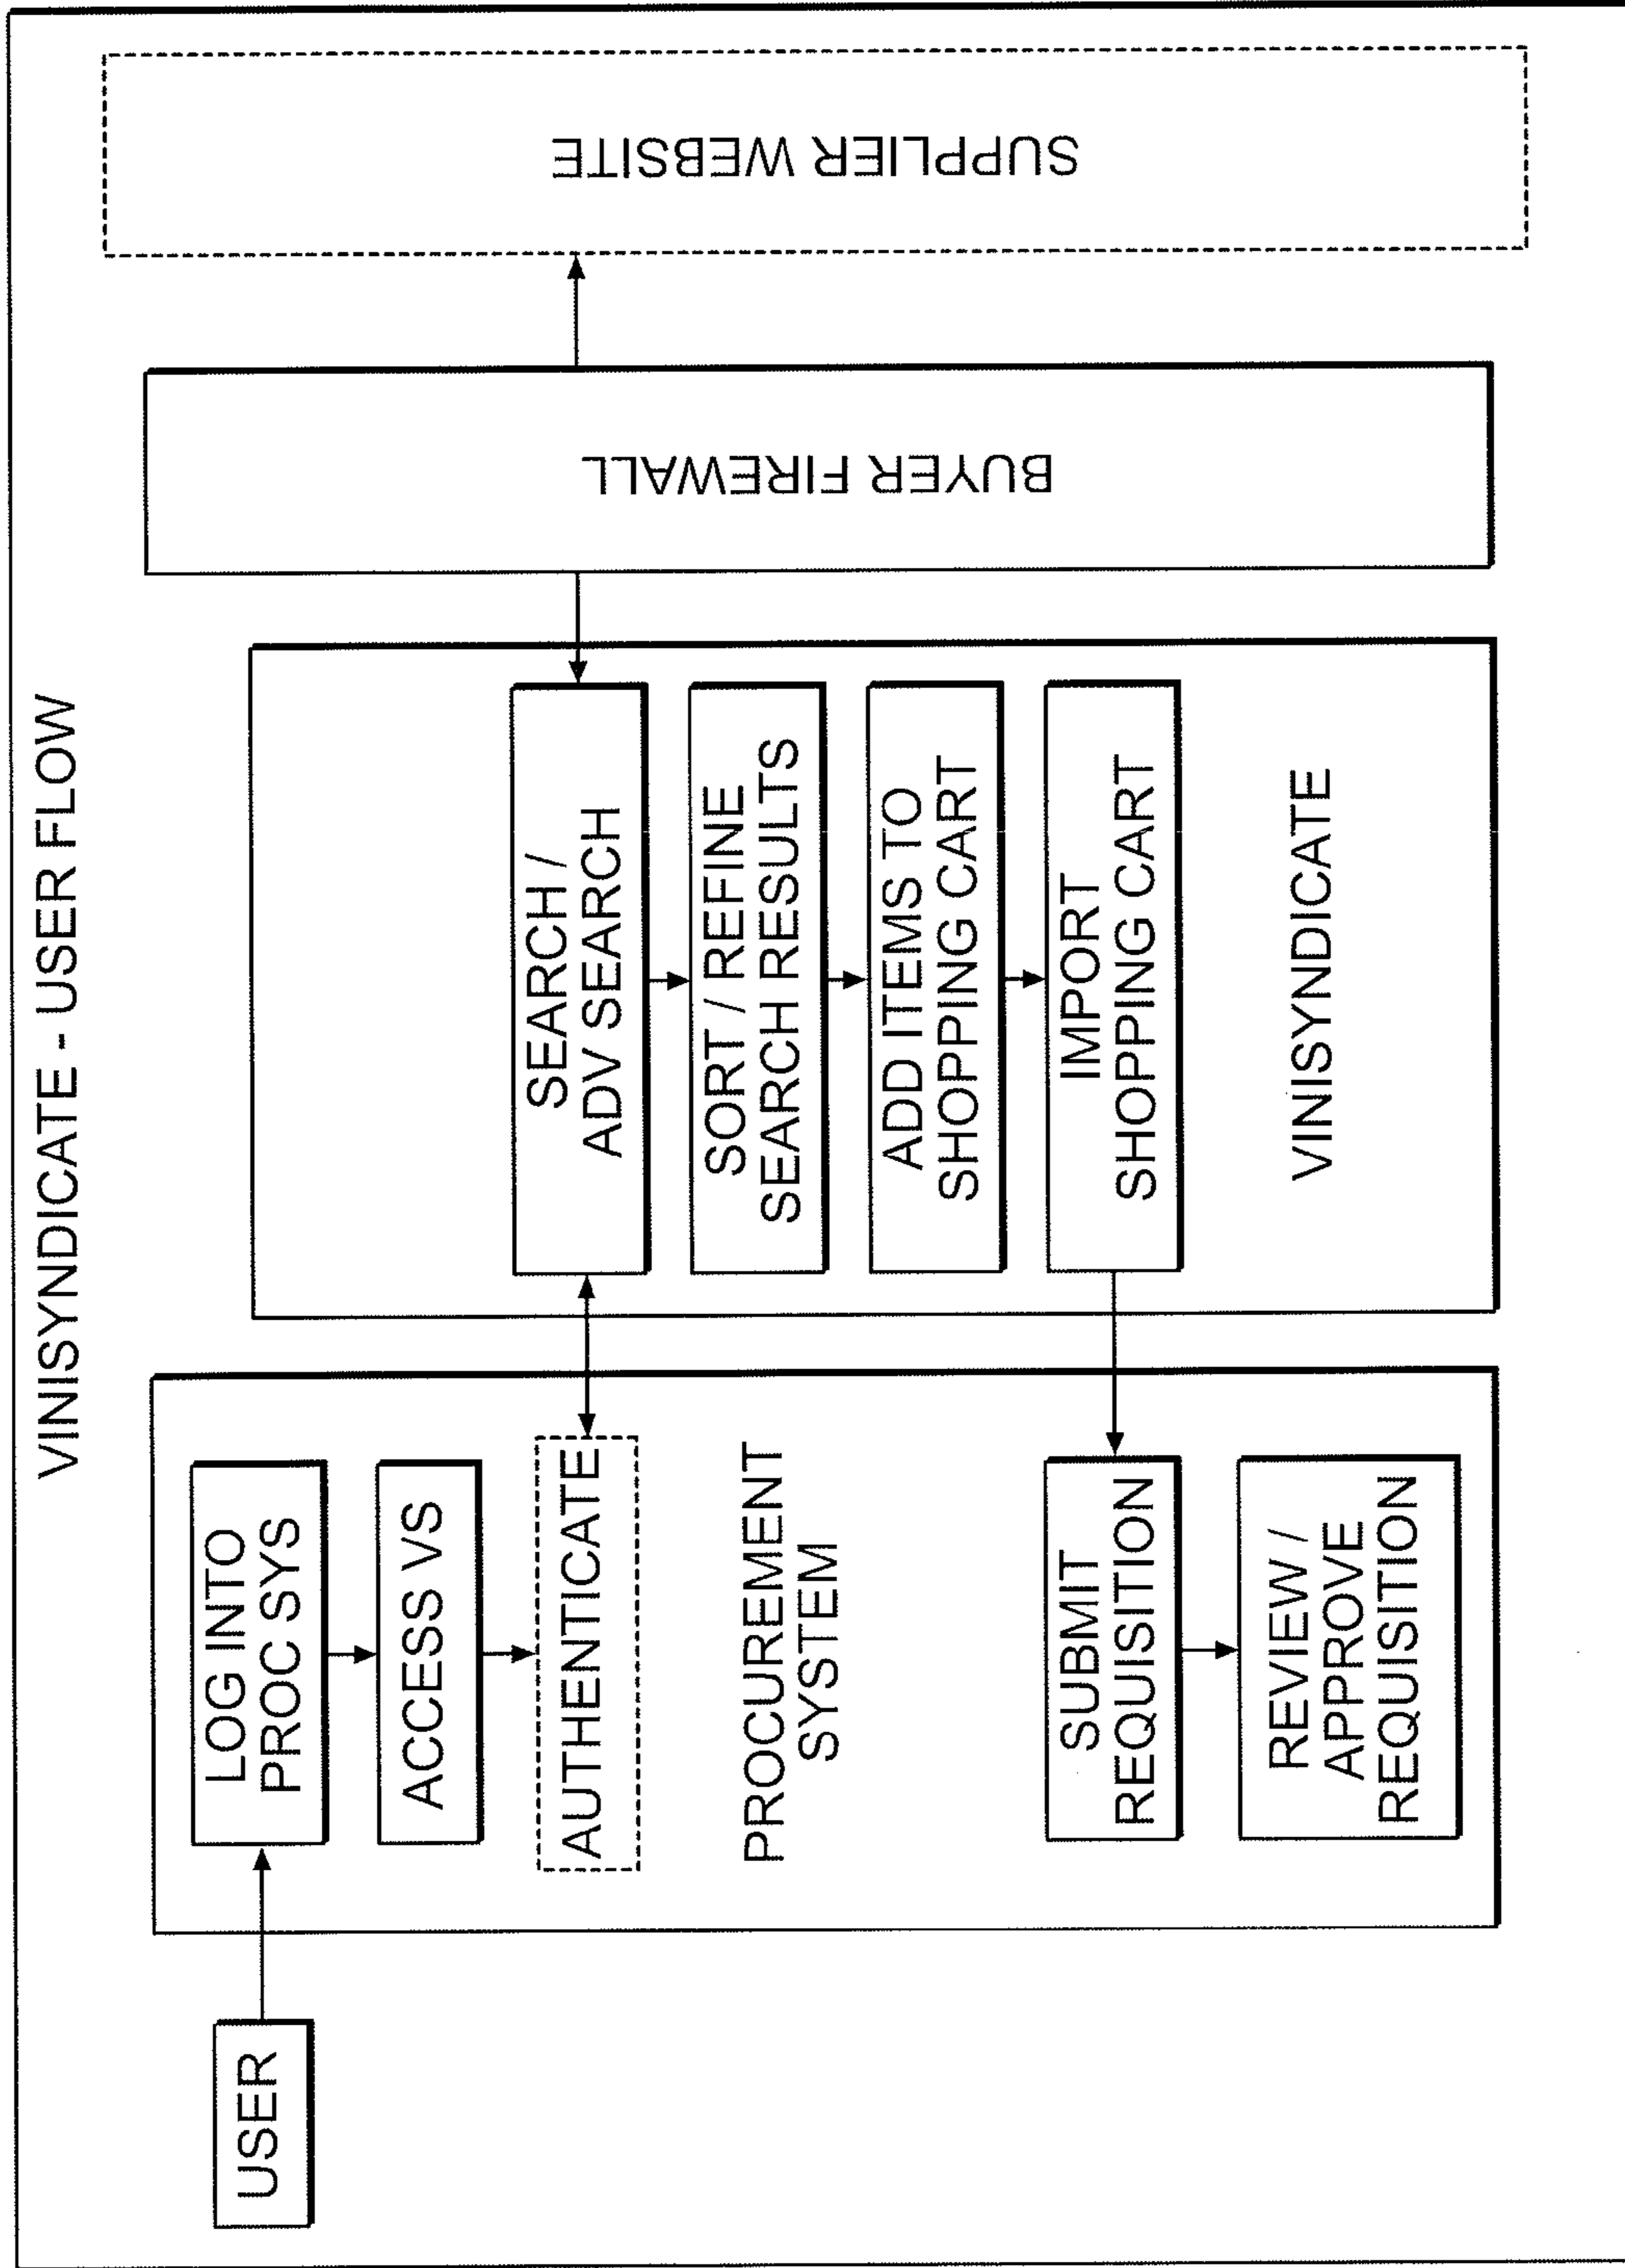 VINISYNDICATE - USER FLOW
USER
LOG INTO
PROC SYS
ACCESS VS
AUTHENTICATE
PROCUREMENT
SYSTEM
SUBMIT
REQUISITION
REVIEW /
APPROVE
REQUISITION
SEARCH /
ADV SEARCH
SORT / REFINE
SEARCH RESULTS
ADD ITEMS TO
SHOPPING CART
IMPORT
SHOPPING CART
VINISYNDICATE
BUYER FIREWALL
SUPPLIER WEBSITE